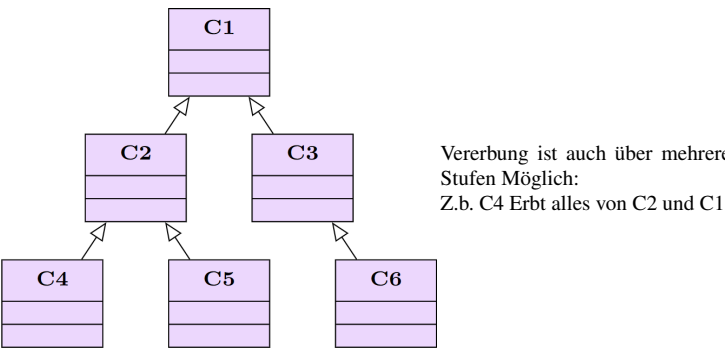 C1
C2
C3
Vererbung ist auch über mehrere
Stufen Möglich:
Z.b. C4 Erbt alles von C2 und C1
C4
C5
C6